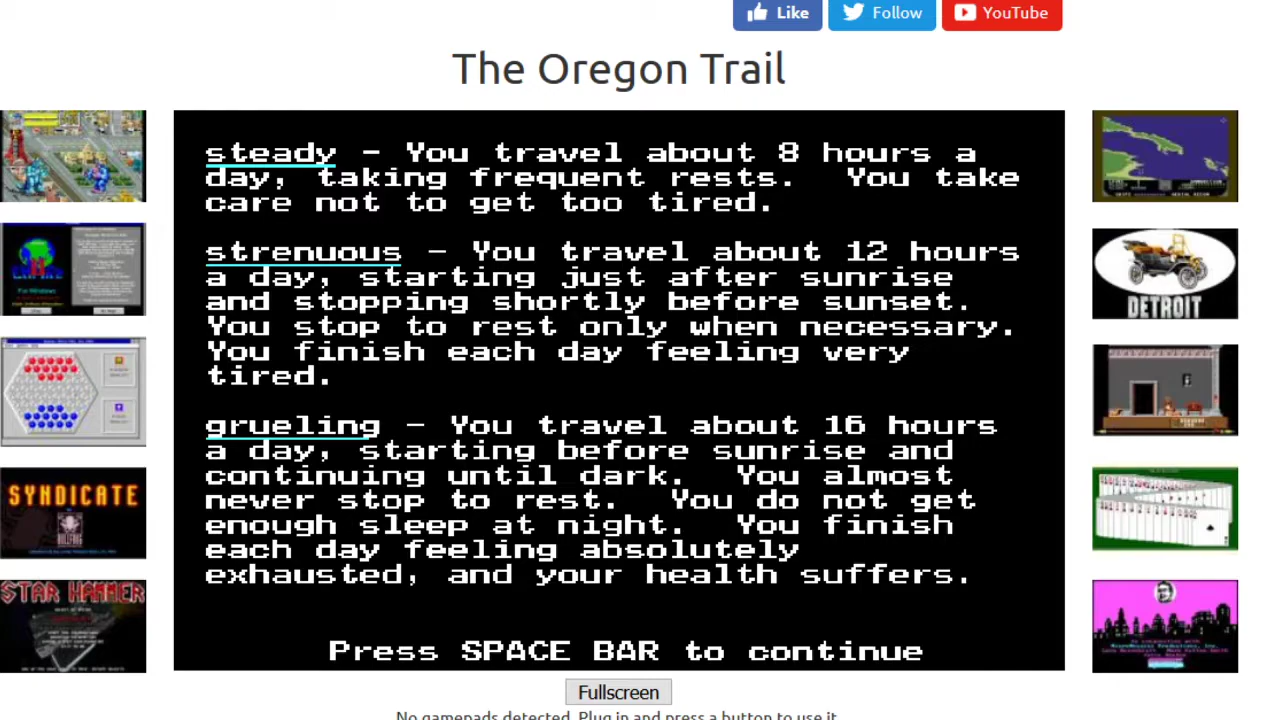 Like Follow YouTube
The Oregon Trail
steady - You travel about 8 hours a
day, taking frequent rests. You take
care not to get too tired.
strenuous - You travel about 12 hours
a day, starting just after sunrise
and stopping shortly before sunset.
You stop to rest only when necessary.
You finish each day feeling very
tired.
grueling - You travel about 16 hours
a day, starting before sunrise and
continuing until dark. You almost
never stop to rest. You do not get
enough sleep at night. You finish
each day feeling absolutely
exhausted, and your health suffers.
Press SPACE BAR to continue
Fullscreen
No gamepads detected. Plug in and press a button to use it.
For Windows
SYNDICATE
BULLFROG
STAR HAMMER
DETROIT